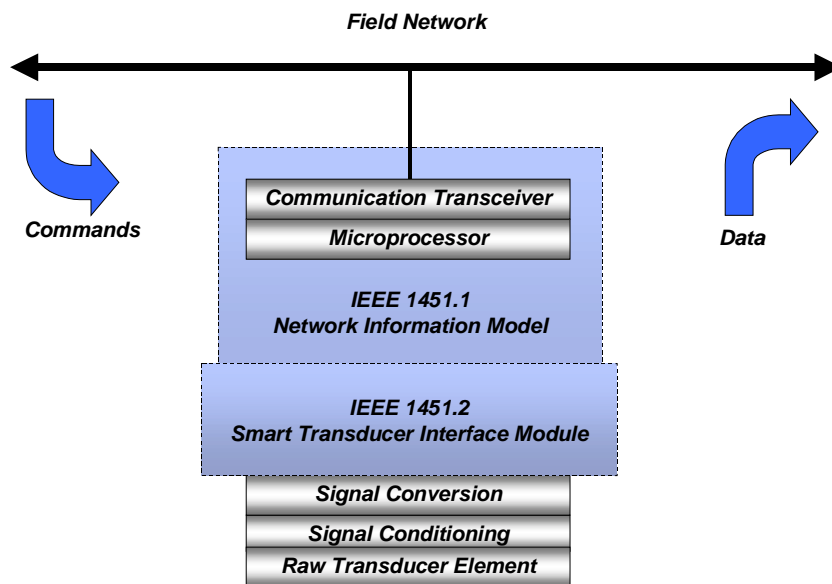 Field Network
Commands
Data
Communication Transceiver
Microprocessor
IEEE 1451.1
Network Information Model
IEEE 1451.2
Smart Transducer Interface Module
Signal Conversion
Signal Conditioning
Raw Transducer Element